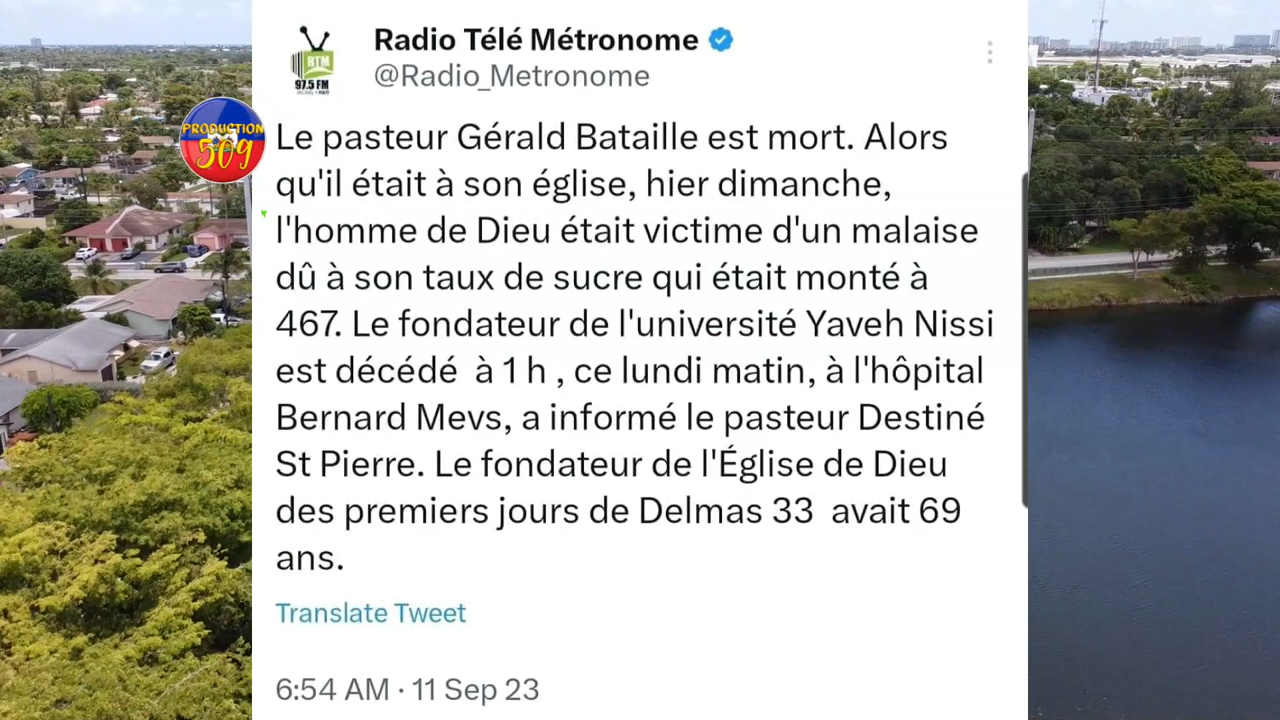 Radio Télé Métronome
@Radio_Metronome
RTM
97.5 FM
PRODUCTION
509
Le pasteur Gérald Bataille est mort. Alors
qu'il était à son église, hier dimanche,
l'homme de Dieu était victime d'un malaise
dû à son taux de sucre qui était monté à
467. Le fondateur de l'université Yaveh Nissi
est décédé  à 1 h , ce lundi matin, à l'hôpital
Bernard Mevs, a informé le pasteur Destiné
St Pierre. Le fondateur de l'Église de Dieu
des premiers jours de Delmas 33  avait 69
ans.
Translate Tweet
6:54 AM · 11 Sep 23